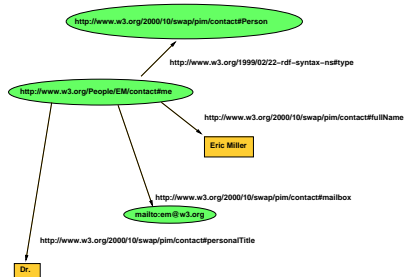 http://www.w3.org/2000/10/swap/pim/contact#Person
http://www.w3.org/1999/02/22-rdf-syntax-ns#type
http://www.w3.org/People/EM/contact#me
http://www.w3.org/2000/10/swap/pim/contact#fullName
Eric Miller
http://www.w3.org/2000/10/swap/pim/contact#mailbox
mailto:em@w3.org
http://www.w3.org/2000/10/swap/pim/contact#personalTitle
Dr.